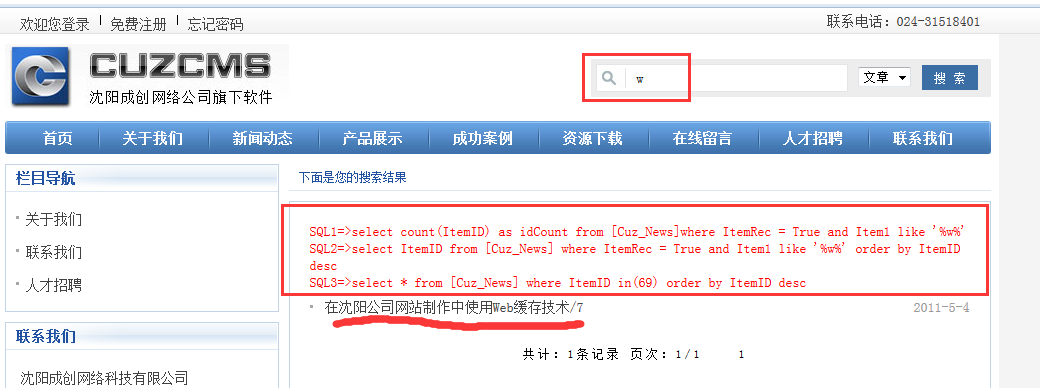 欢迎您登录 | 免费注册 | 忘记密码
联系电话：024-31518401
CUZCMS
沈阳成创网络公司旗下软件
w
文章
搜 索
首页 关于我们 新闻动态 产品展示 成功案例 资源下载 在线留言 人才招聘 联系我们
栏目导航
关于我们
联系我们
人才招聘
联系我们
沈阳成创网络科技有限公司
下面是您的搜索结果
SQL1=>select count(ItemID) as idCount from [Cuz_News]where ItemRec = True and Item1 like '%w%'
SQL2=>select ItemID from [Cuz_News] where ItemRec = True and Item1 like '%w%' order by ItemID
desc
SQL3=>select * from [Cuz_News] where ItemID in(69) order by ItemID desc
在沈阳公司网站制作中使用Web缓存技术/7 2011-5-4
共计：1条记录 页次：1/1 1